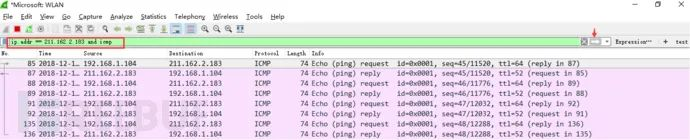 *Microsoft: WLAN
File Edit View Go Capture Analyze Statistics Telephony Wireless Tools Help
ip.addr == 211.162.2.183 and icmp Expression… + test
No. Time Source Destination Protocol Length Info
85 2018-12-1… 192.168.1.104 211.162.2.183 ICMP 74 Echo (ping) request id=0x0001, seq=45/11520, ttl=64 (reply in 87)
87 2018-12-1… 211.162.2.183 192.168.1.104 ICMP 74 Echo (ping) reply id=0x0001, seq=45/11520, ttl=52 (request in 85)
88 2018-12-1… 192.168.1.104 211.162.2.183 ICMP 74 Echo (ping) request id=0x0001, seq=46/11776, ttl=64 (reply in 89)
89 2018-12-1… 211.162.2.183 192.168.1.104 ICMP 74 Echo (ping) reply id=0x0001, seq=46/11776, ttl=52 (request in 88)
91 2018-12-1… 192.168.1.104 211.162.2.183 ICMP 74 Echo (ping) request id=0x0001, seq=47/12032, ttl=64 (reply in 92)
92 2018-12-1… 211.162.2.183 192.168.1.104 ICMP 74 Echo (ping) reply id=0x0001, seq=47/12032, ttl=52 (request in 91)
135 2018-12-1… 192.168.1.104 211.162.2.183 ICMP 74 Echo (ping) request id=0x0001, seq=48/12288, ttl=64 (reply in 136)
136 2018-12-1… 211.162.2.183 192.168.1.104 ICMP 74 Echo (ping) reply id=0x0001, seq=48/12288, ttl=52 (request in 135)